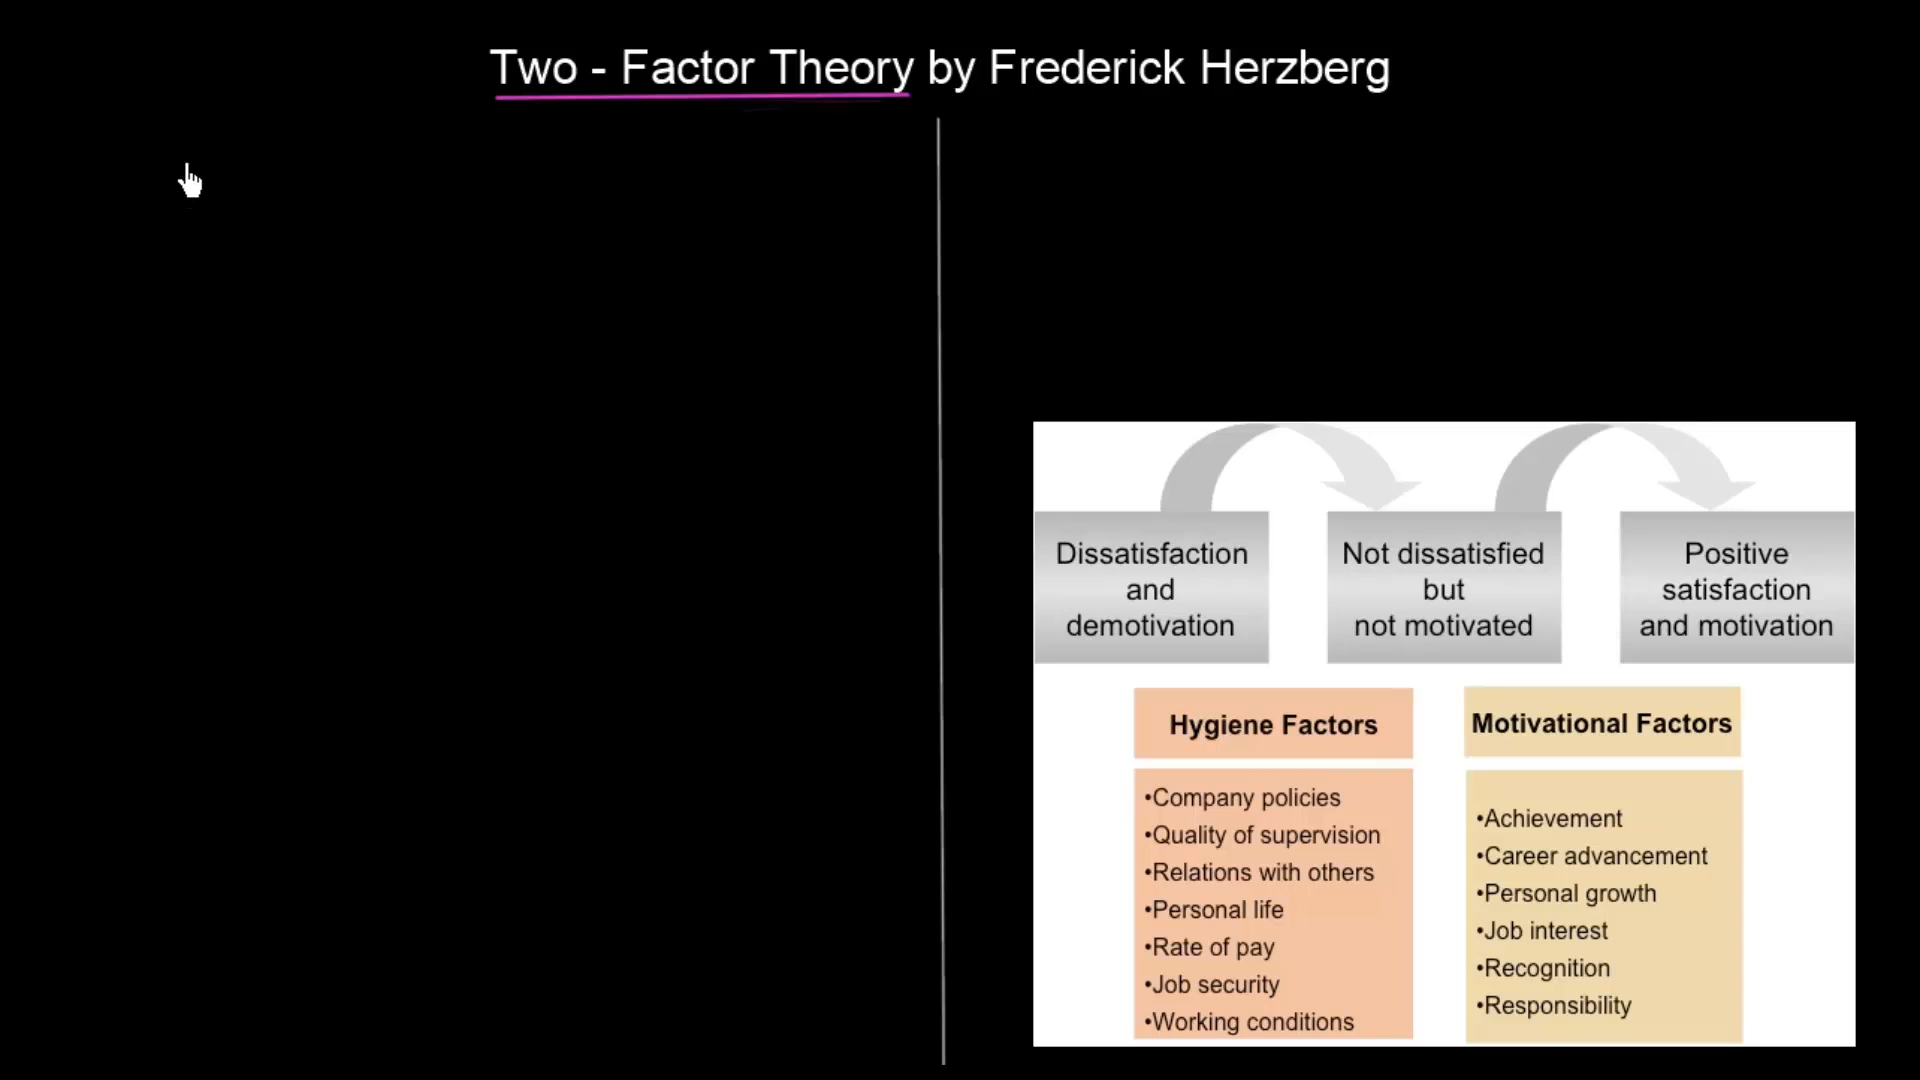 Two - Factor Theory by Frederick Herzberg
Dissatisfaction
and
demotivation
Not dissatisfied
but
not motivated
Positive
satisfaction
and motivation
Hygiene Factors
•Company policies
•Quality of supervision
•Relations with others
•Personal life
•Rate of pay
•Job security
•Working conditions
Motivational Factors
•Achievement
•Career advancement
•Personal growth
•Job interest
•Recognition
•Responsibility